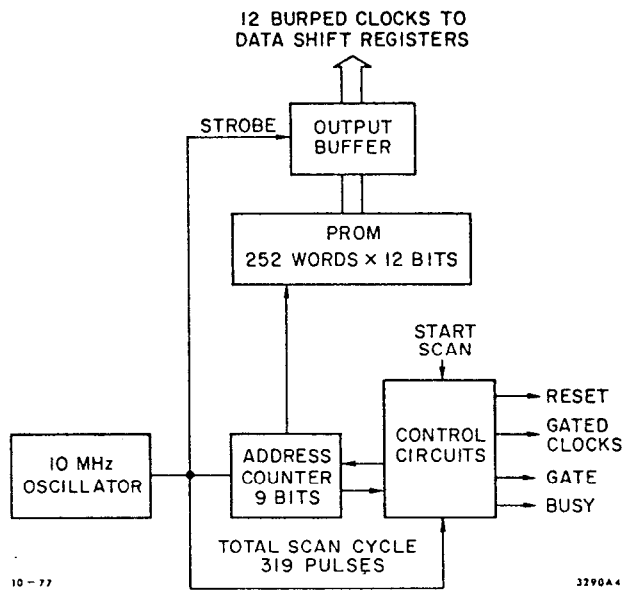 12 BURPED CLOCKS TO
DATA SHIFT REGISTERS
STROBE
OUTPUT
BUFFER
PROM
252 WORDS × 12 BITS
START
SCAN
10 MHz
OSCILLATOR
ADDRESS
COUNTER
9 BITS
CONTROL
CIRCUITS
RESET
GATED
CLOCKS
GATE
BUSY
TOTAL SCAN CYCLE
319 PULSES
10 - 77
3290A4